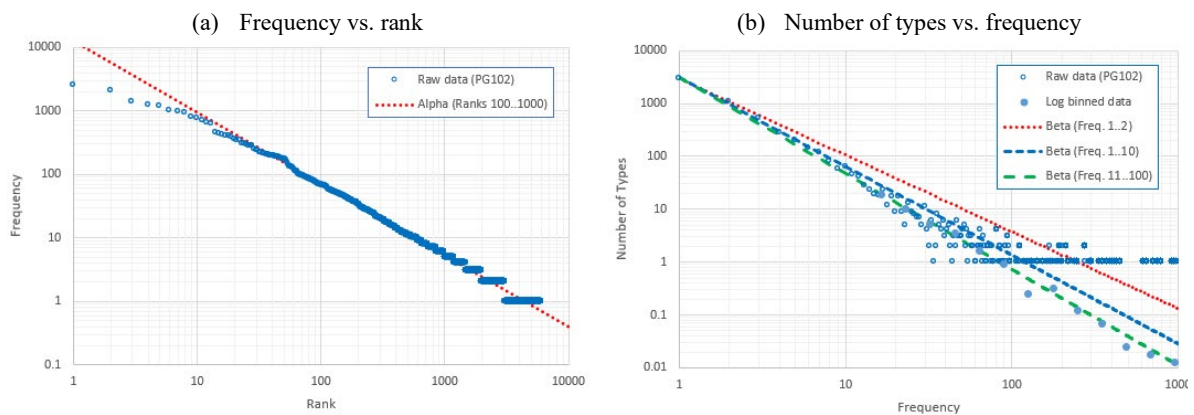 (a) Frequency vs. rank
10000
1000
100
10
1
0.1
Frequency
1 10 100 1000 10000
Rank
Raw data (PG102)
Alpha (Ranks 100..1000)
(b) Number of types vs. frequency
10000
1000
100
10
1
0.1
0.01
Number of Types
1 10 100 1000
Frequency
Raw data (PG102)
Log binned data
Beta (Freq. 1..2)
Beta (Freq. 1..10)
Beta (Freq. 11..100)